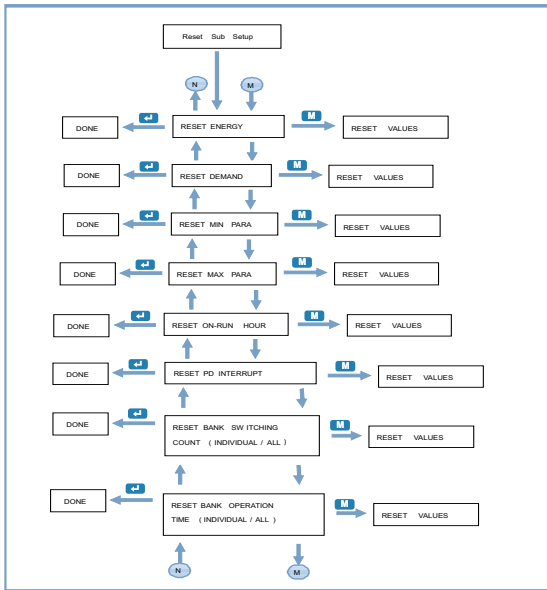 Reset Sub Setup
N M
M
DONE RESET ENERGY RESET VALUES
M
DONE RESET DEMAND RESET VALUES
M
DONE RESET MIN PARA RESET VALUES
M
DONE RESET MAX PARA RESET VALUES
M
DONE RESET ON-RUN HOUR RESET VALUES
M
DONE RESET PD INTERRUPT RESET VALUES
M
DONE RESET BANK SW ITCHING RESET VALUES
COUNT ( INDIVIDUAL / ALL )
M
DONE RESET BANK OPERATION RESET VALUES
TIME ( INDIVIDUAL / ALL )
N M